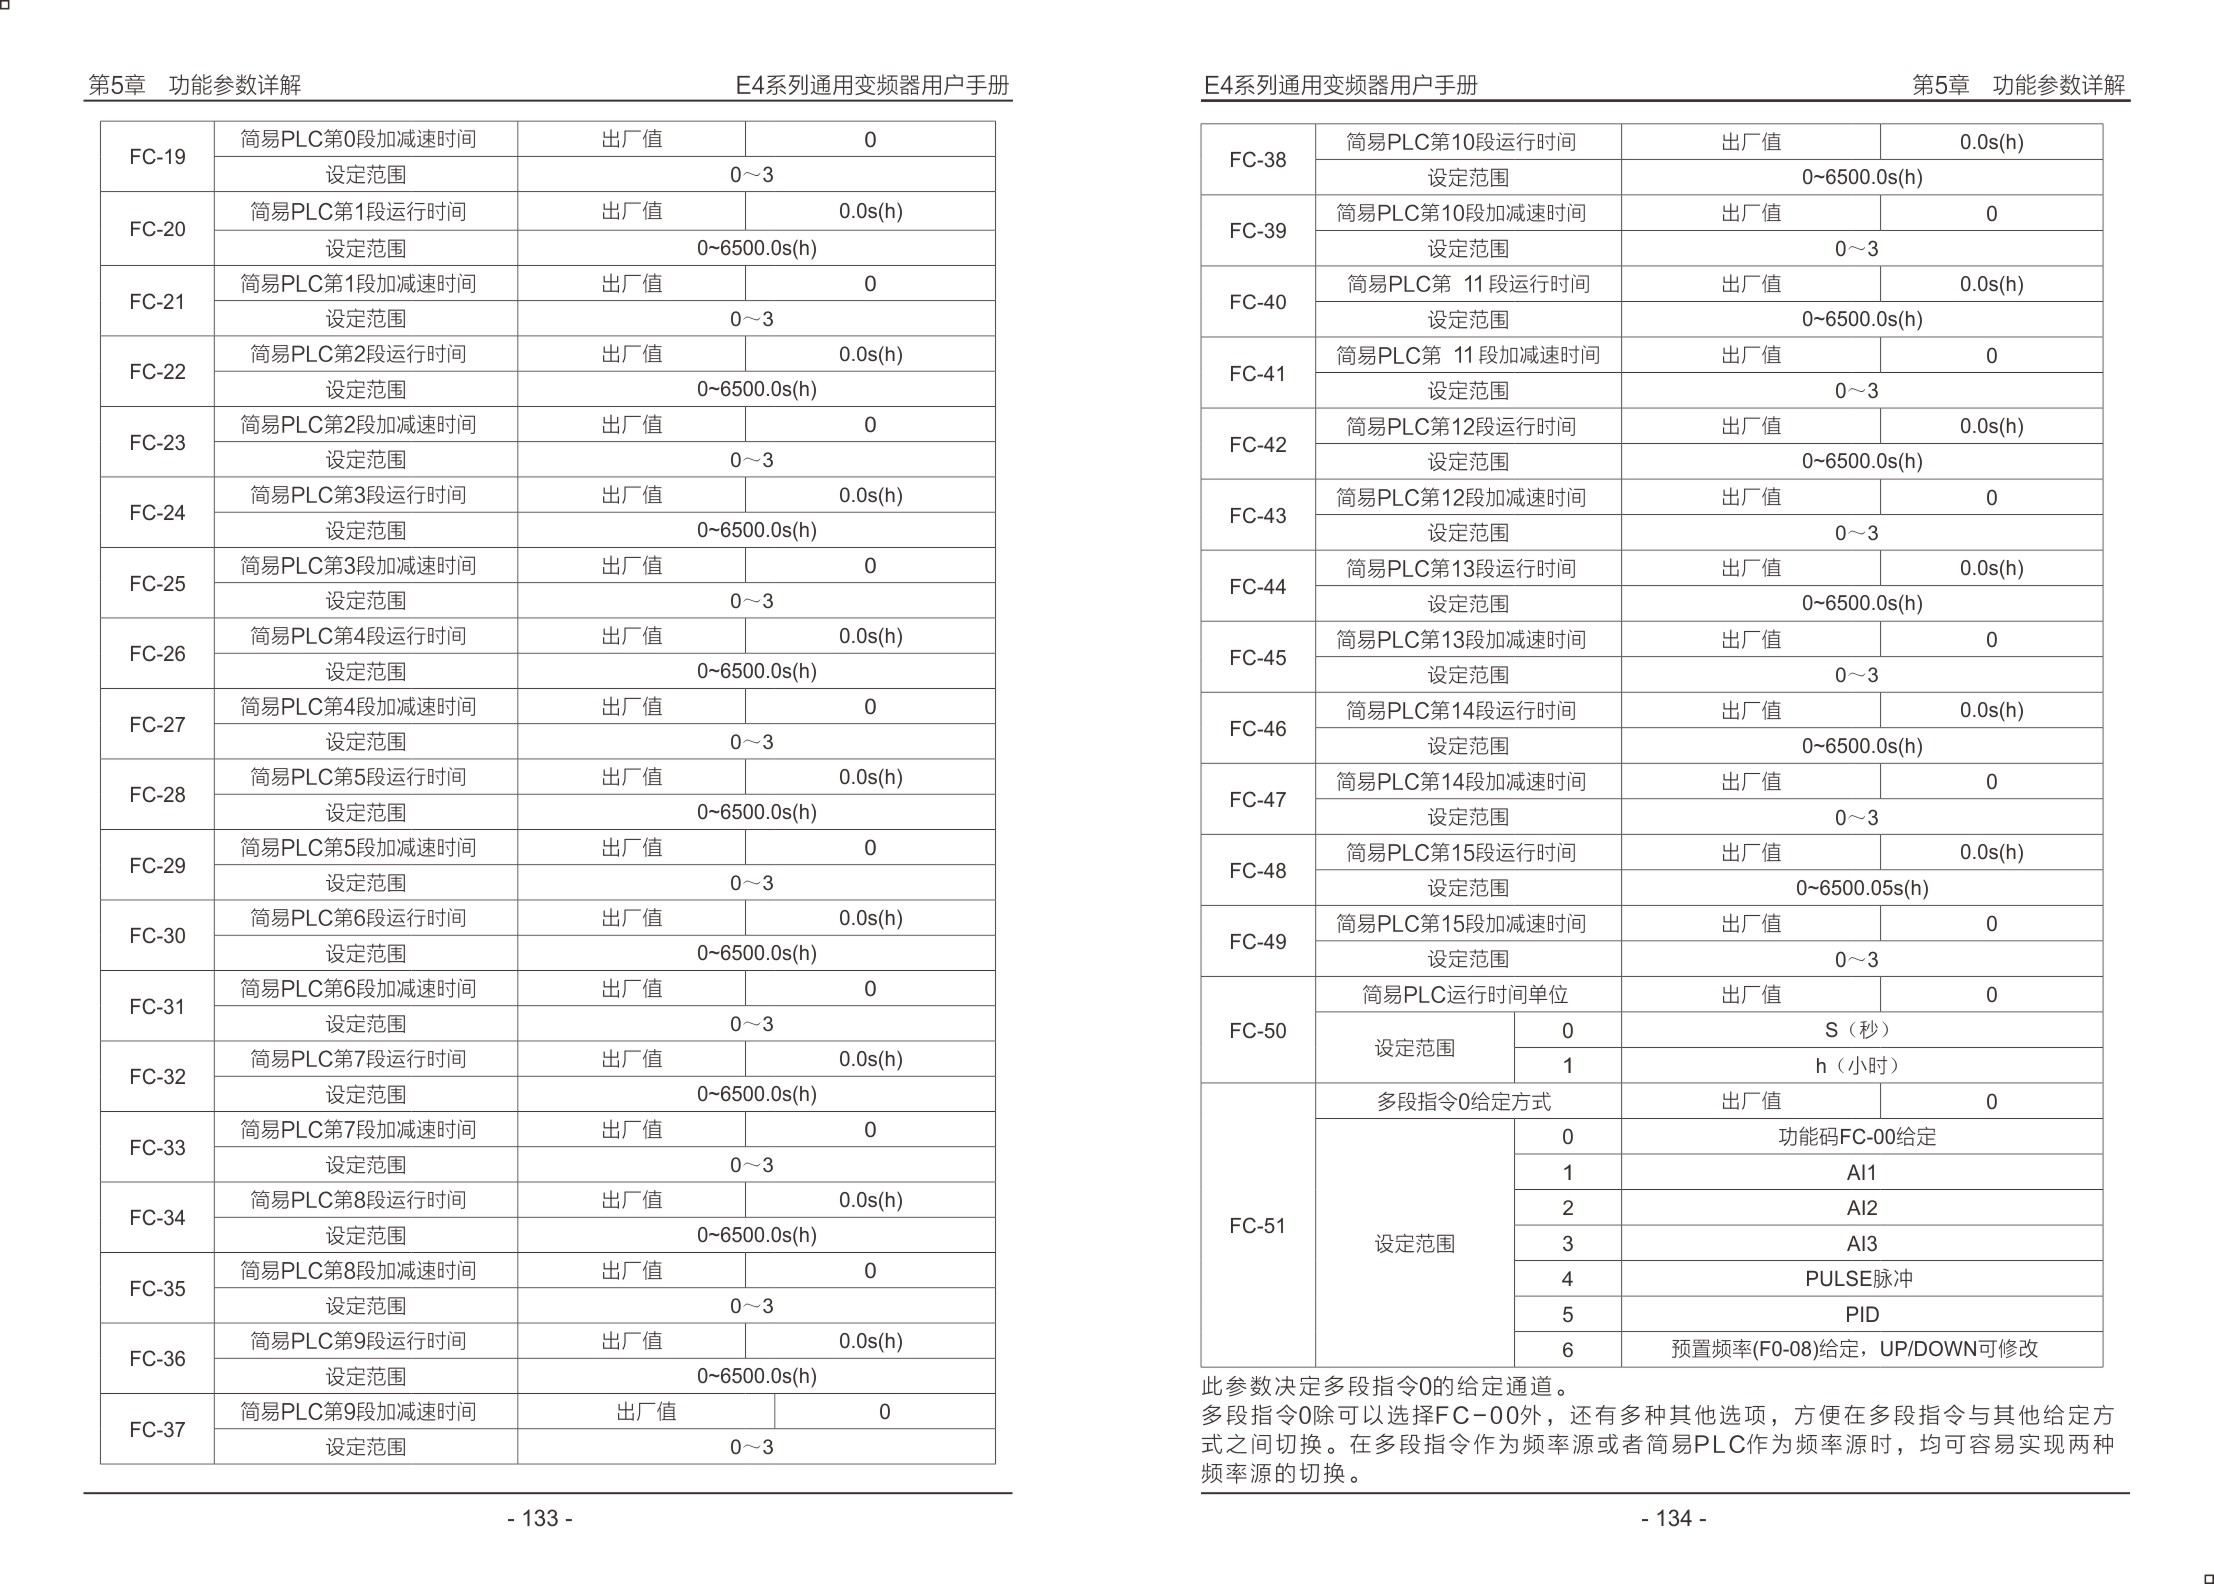 第5章　功能参数详解　E4系列通用变频器用户手册
FC-19 简易PLC第0段加减速时间 出厂值 0
设定范围 0～3
FC-20 简易PLC第1段运行时间 出厂值 0.0s(h)
设定范围 0~6500.0s(h)
FC-21 简易PLC第1段加减速时间 出厂值 0
设定范围 0～3
FC-22 简易PLC第2段运行时间 出厂值 0.0s(h)
设定范围 0~6500.0s(h)
FC-23 简易PLC第2段加减速时间 出厂值 0
设定范围 0～3
FC-24 简易PLC第3段运行时间 出厂值 0.0s(h)
设定范围 0~6500.0s(h)
FC-25 简易PLC第3段加减速时间 出厂值 0
设定范围 0～3
FC-26 简易PLC第4段运行时间 出厂值 0.0s(h)
设定范围 0~6500.0s(h)
FC-27 简易PLC第4段加减速时间 出厂值 0
设定范围 0～3
FC-28 简易PLC第5段运行时间 出厂值 0.0s(h)
设定范围 0~6500.0s(h)
FC-29 简易PLC第5段加减速时间 出厂值 0
设定范围 0～3
FC-30 简易PLC第6段运行时间 出厂值 0.0s(h)
设定范围 0~6500.0s(h)
FC-31 简易PLC第6段加减速时间 出厂值 0
设定范围 0～3
FC-32 简易PLC第7段运行时间 出厂值 0.0s(h)
设定范围 0~6500.0s(h)
FC-33 简易PLC第7段加减速时间 出厂值 0
设定范围 0～3
FC-34 简易PLC第8段运行时间 出厂值 0.0s(h)
设定范围 0~6500.0s(h)
FC-35 简易PLC第8段加减速时间 出厂值 0
设定范围 0～3
FC-36 简易PLC第9段运行时间 出厂值 0.0s(h)
设定范围 0~6500.0s(h)
FC-37 简易PLC第9段加减速时间 出厂值 0
设定范围 0～3
- 133 -
E4系列通用变频器用户手册　第5章　功能参数详解
FC-38 简易PLC第10段运行时间 出厂值 0.0s(h)
设定范围 0~6500.0s(h)
FC-39 简易PLC第10段加减速时间 出厂值 0
设定范围 0～3
FC-40 简易PLC第 11段运行时间 出厂值 0.0s(h)
设定范围 0~6500.0s(h)
FC-41 简易PLC第 11段加减速时间 出厂值 0
设定范围 0～3
FC-42 简易PLC第12段运行时间 出厂值 0.0s(h)
设定范围 0~6500.0s(h)
FC-43 简易PLC第12段加减速时间 出厂值 0
设定范围 0～3
FC-44 简易PLC第13段运行时间 出厂值 0.0s(h)
设定范围 0~6500.0s(h)
FC-45 简易PLC第13段加减速时间 出厂值 0
设定范围 0～3
FC-46 简易PLC第14段运行时间 出厂值 0.0s(h)
设定范围 0~6500.0s(h)
FC-47 简易PLC第14段加减速时间 出厂值 0
设定范围 0～3
FC-48 简易PLC第15段运行时间 出厂值 0.0s(h)
设定范围 0~6500.05s(h)
FC-49 简易PLC第15段加减速时间 出厂值 0
设定范围 0～3
FC-50 简易PLC运行时间单位 出厂值 0
设定范围 0 S（秒）
1 h（小时）
FC-51 多段指令0给定方式 出厂值 0
设定范围 0 功能码FC-00给定
1 AI1
2 AI2
3 AI3
4 PULSE脉冲
5 PID
6 预置频率(F0-08)给定，UP/DOWN可修改
此参数决定多段指令0的给定通道。
多段指令0除可以选择FC-00外，还有多种其他选项，方便在多段指令与其他给定方
式之间切换。在多段指令作为频率源或者简易PLC作为频率源时，均可容易实现两种
频率源的切换。
- 134 -